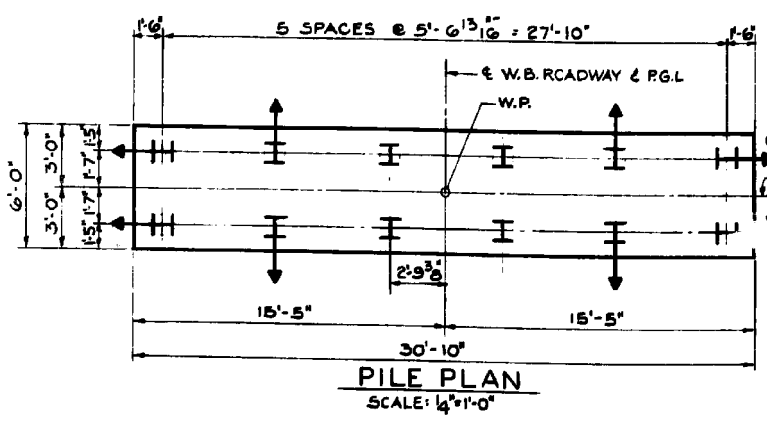 1'-6"
5 SPACES @ 5'-6 13/16" = 27'-10"
1'-6"
℄ W.B. ROADWAY & P.G.L
W.P.
6'-0"
3'-0"
3'-0"
1'-5"
1'-7"
1'-7"
1'-5"
2'-9 3/8"
15'-5"
15'-5"
30'-10"
PILE PLAN
SCALE: 1/4"=1'-0"